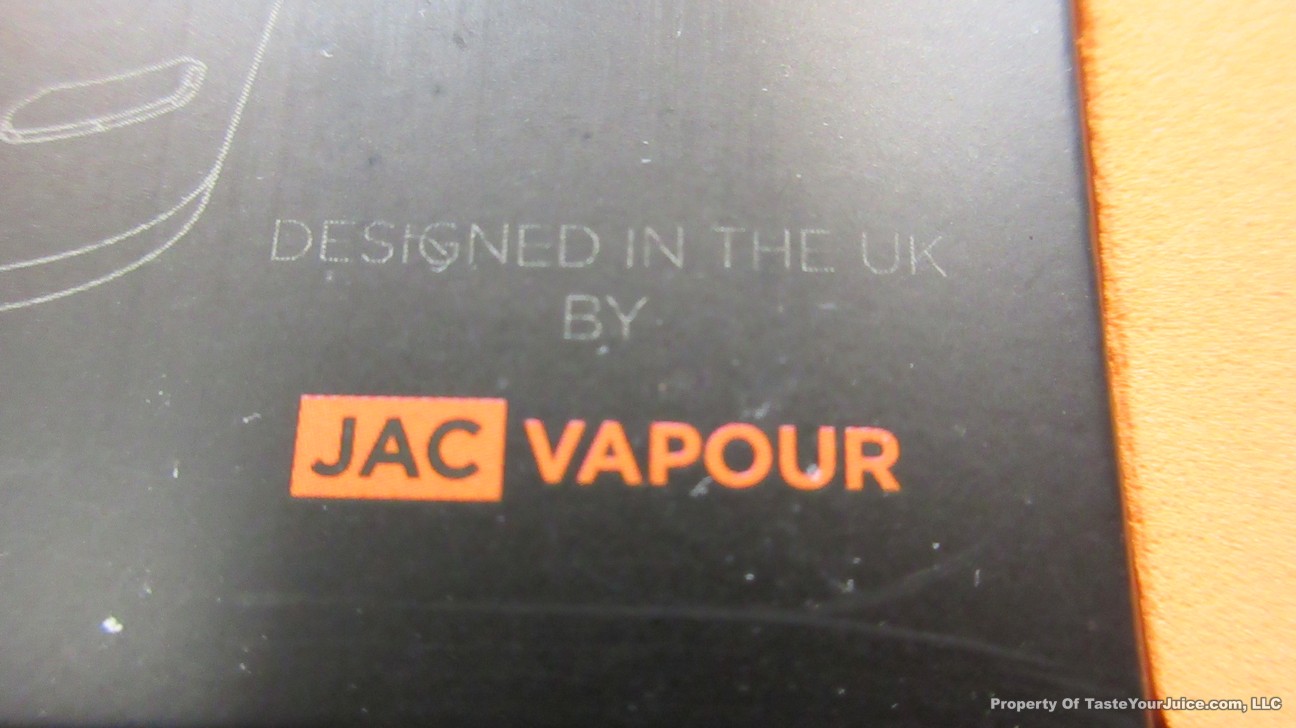 DESIGNED IN THE UK
BY
JAC VAPOUR
Property Of TasteYourJuice.com, LLC